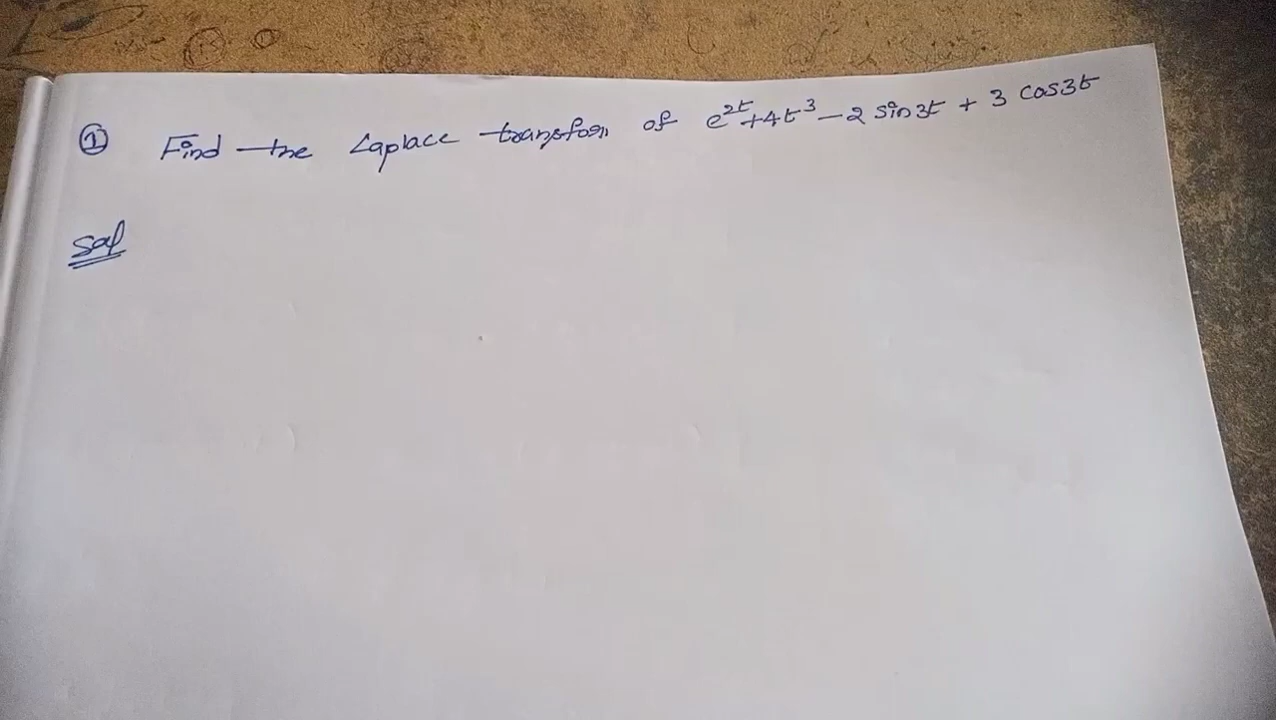 ① Find the Laplace transform of e^{2t}+4t^3-2 sin3t + 3 cos3t
Sol